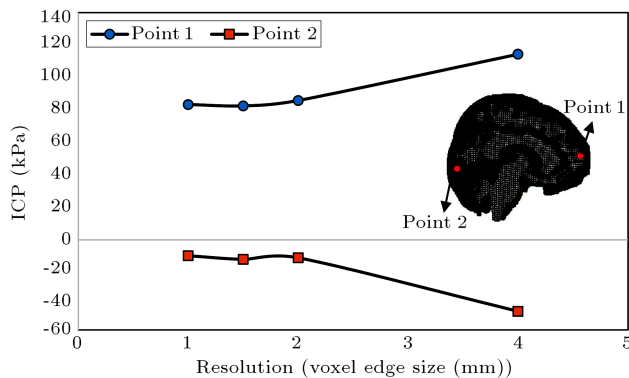 140
120
100
80
60
40
20
0
-20
-40
-60
ICP (kPa)
Point 1
Point 2
Point 1
Point 2
0
1
2
3
4
5
Resolution (voxel edge size (mm))